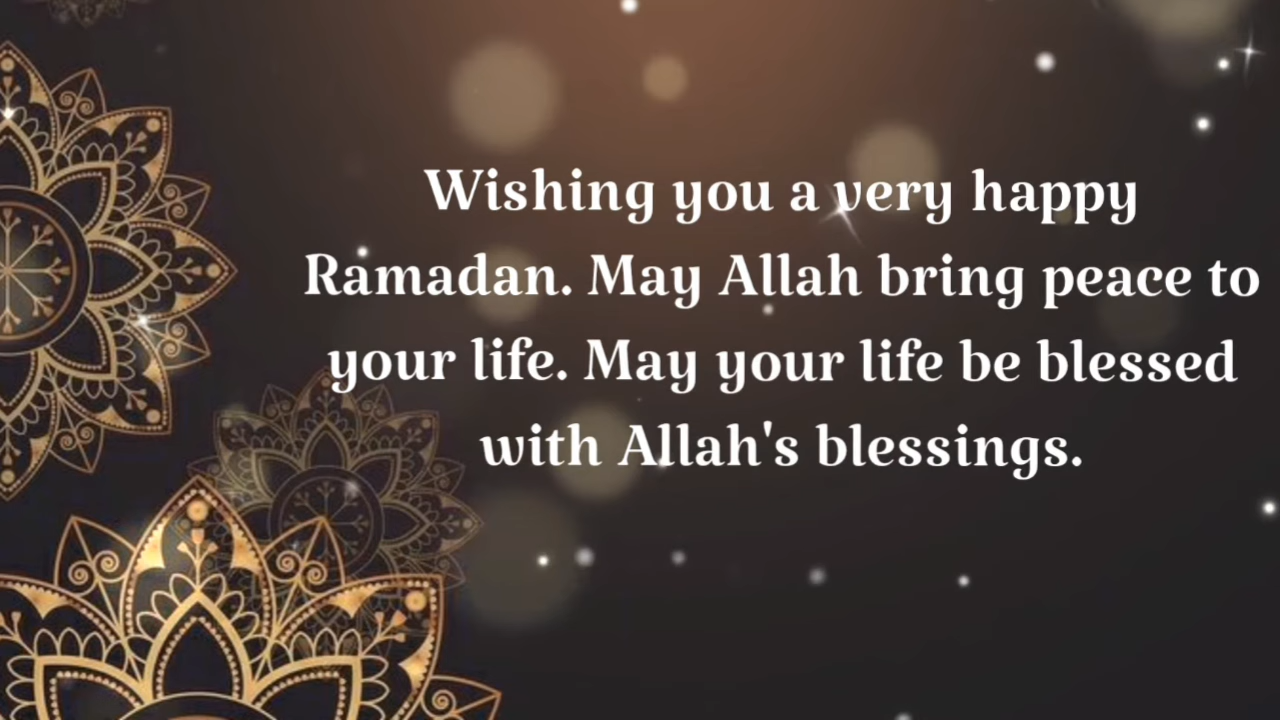 Wishing you a very happy
Ramadan. May Allah bring peace to
your life. May your life be blessed
with Allah's blessings.